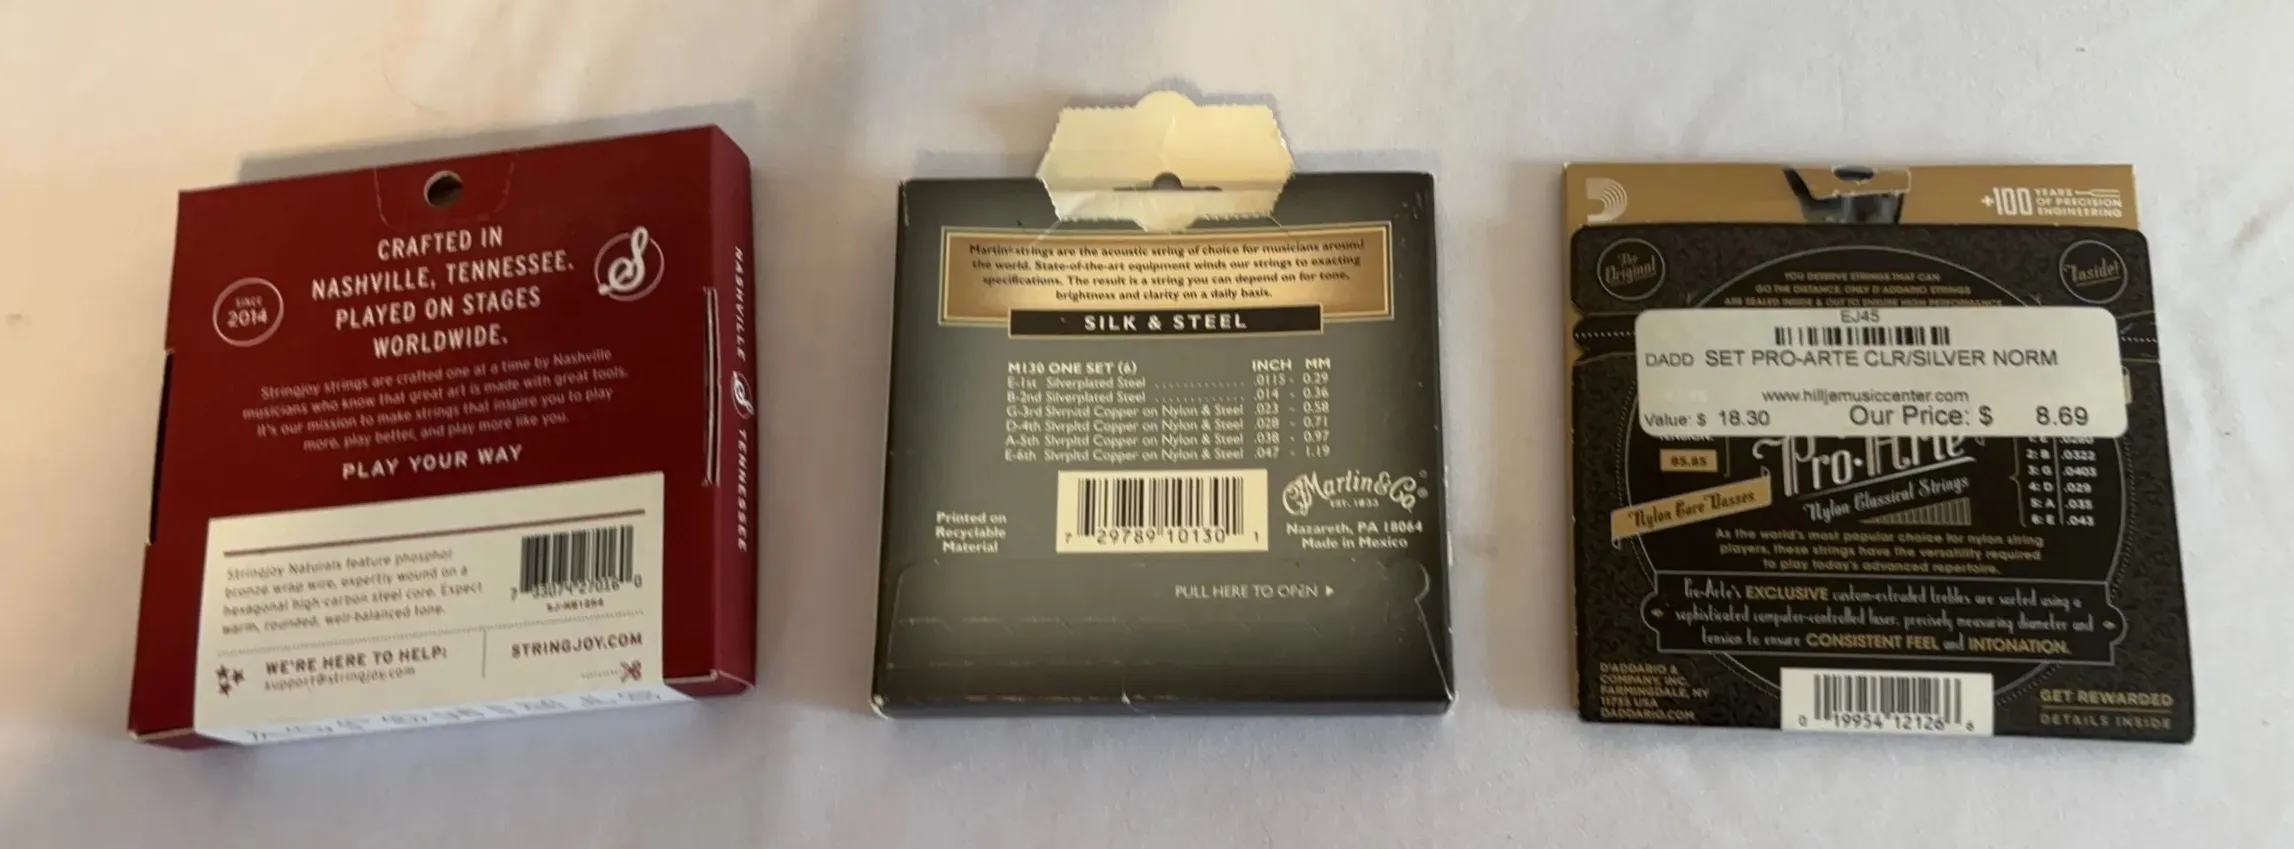 CRAFTED IN
NASHVILLE, TENNESSEE.
PLAYED ON STAGES
WORLDWIDE.
SINCE
2014
Stringjoy strings are crafted one at a time by Nashville
musicians who know that great art is made with great tools.
It's our mission to make strings that inspire you to play
more, play better, and play more like you.
PLAY YOUR WAY
Stringjoy Naturals feature phosphor
bronze wrap wire, expertly wound on a
hexagonal high-carbon steel core. Expect
warm, rounded, well-balanced tone.
7 33074 27016 0
SJ-NB1254
WE'RE HERE TO HELP:
support@stringjoy.com
STRINGJOY.COM
NASHVILLE TENNESSEE
Martin strings are the acoustic string of choice for musicians around
the world. State-of-the-art equipment winds our strings to exacting
specifications. The result is a string you can depend on for tone,
brightness and clarity on a daily basis.
SILK & STEEL
M130 ONE SET (6) INCH MM
E-1st Silverplated Steel ............ .0115 - 0.29
B-2nd Silverplated Steel ............ .014 - 0.36
G-3rd Slvrpltd Copper on Nylon & Steel .023 - 0.58
D-4th Slvrpltd Copper on Nylon & Steel .028 - 0.71
A-5th Slvrpltd Copper on Nylon & Steel .038 - 0.97
E-6th Slvrpltd Copper on Nylon & Steel .047 - 1.19
Printed on
Recyclable
Material
7 29789 10130 1
Martin & Co
EST. 1833
Nazareth, PA 18064
Made in Mexico
PULL HERE TO OPEN
+100 YEARS
OF PRECISION
ENGINEERING
The
Original
Inside!
YOU DESERVE STRINGS THAT CAN
GO THE DISTANCE. ONLY D'ADDARIO STRINGS
ARE SEALED INSIDE & OUT TO ENSURE HIGH PERFORMANCE
EJ45
DADD SET PRO-ARTE CLR/SILVER NORM
www.hilljemusiccenter.com
Value: $ 18.30 Our Price: $ 8.69
TENSION:
85.85
Pro-Arte
Nylon Core Basses
Nylon Classical Strings
1: E .0280
2: B .0322
3: G .0403
4: D .029
5: A .035
6: E .043
As the world's most popular choice for nylon string
players, these strings have the versatility required
to play today's advanced repertoire.
Pro-Arte's EXCLUSIVE custom-extruded trebles are sorted using a
sophisticated computer-controlled laser, precisely measuring diameter and
tension to ensure CONSISTENT FEEL and INTONATION.
D'ADDARIO &
COMPANY, INC.
FARMINGDALE, NY
11735 USA
DADDARIO.COM
0 19954 12126 6
GET REWARDED
DETAILS INSIDE